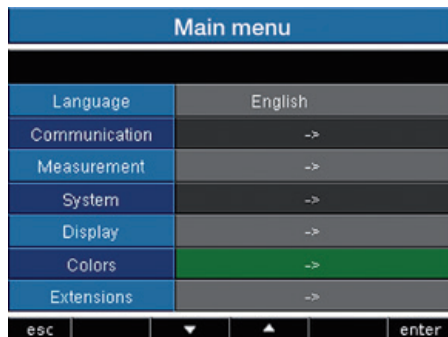 Main menu
Language English
Communication ->
Measurement ->
System ->
Display ->
Colors ->
Extensions ->
esc ▼ ▲ enter